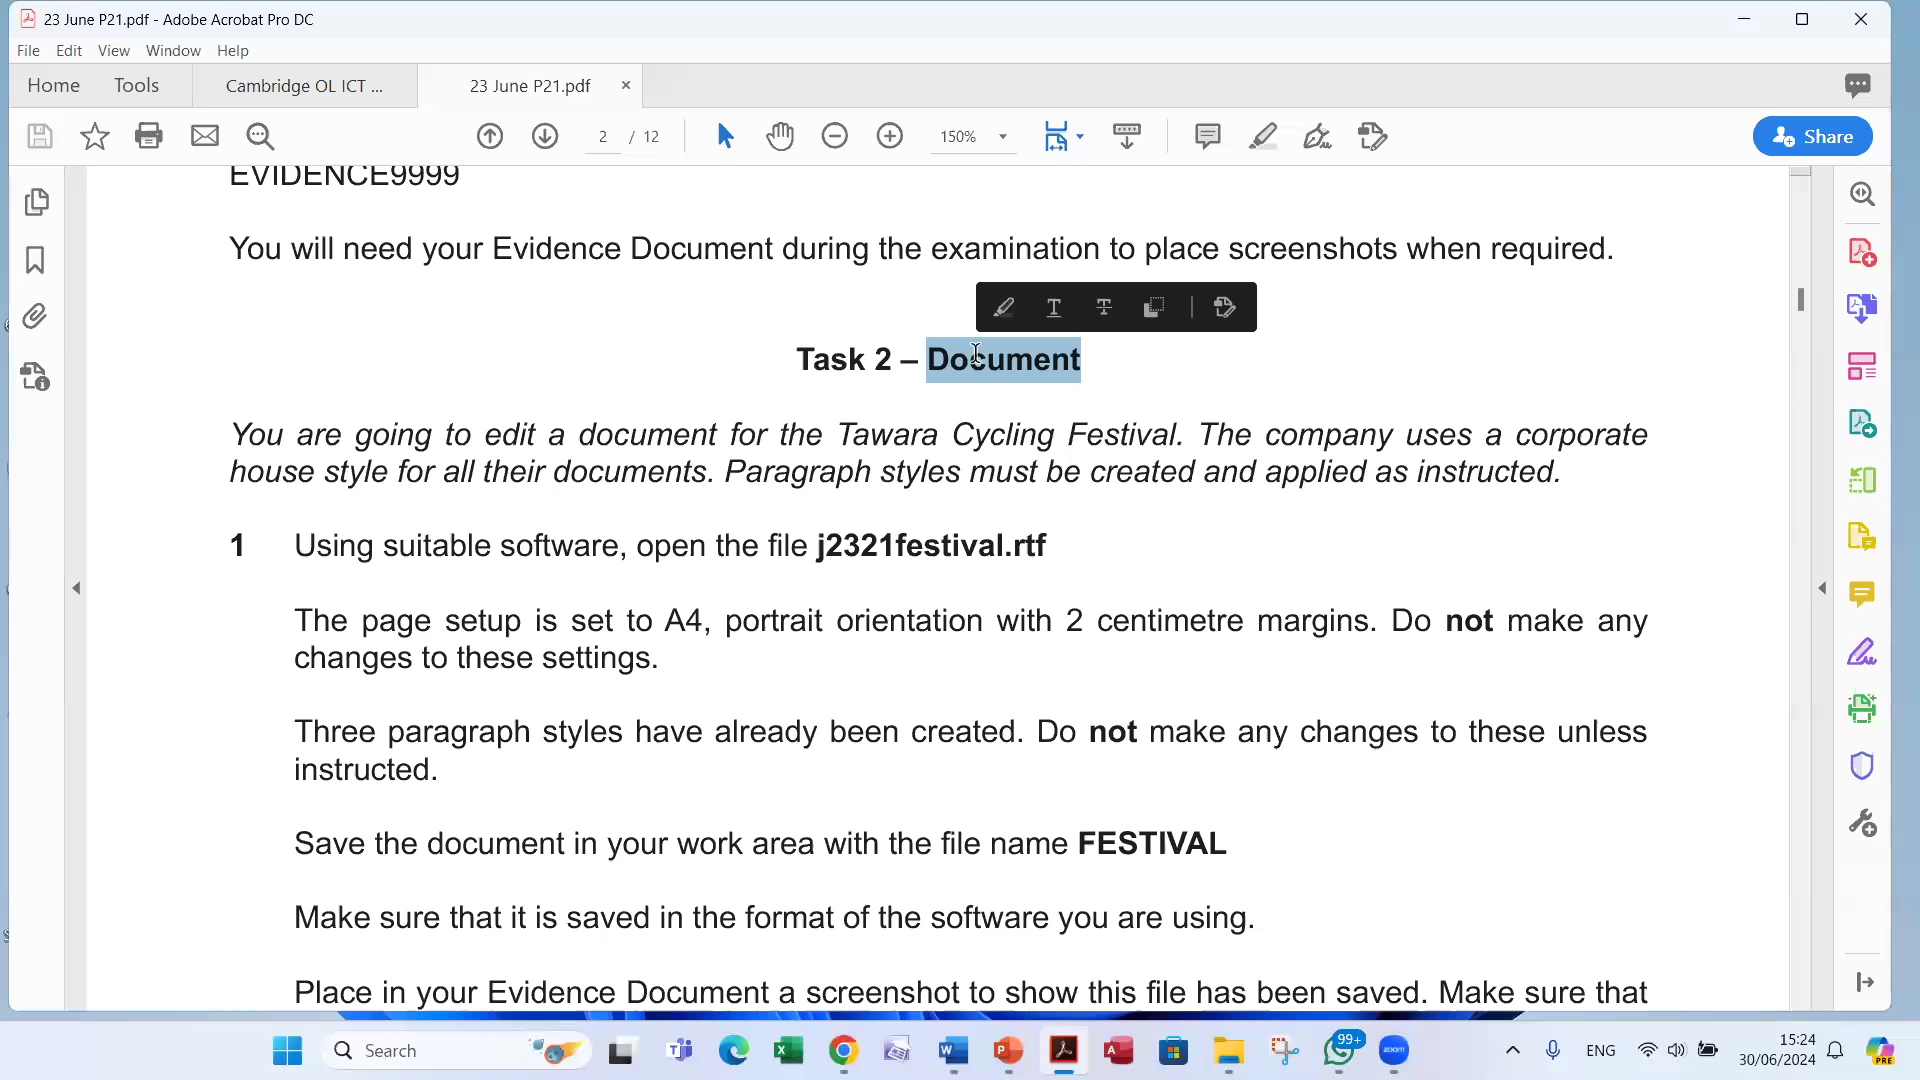 23 June P21.pdf - Adobe Acrobat Pro DC
File Edit View Window Help
Home Tools Cambridge OL ICT ... 23 June P21.pdf
2 / 12 150% Share
EVIDENCE9999
You will need your Evidence Document during the examination to place screenshots when required.
Task 2 – Document
You are going to edit a document for the Tawara Cycling Festival. The company uses a corporate
house style for all their documents. Paragraph styles must be created and applied as instructed.
1 Using suitable software, open the file j2321festival.rtf
The page setup is set to A4, portrait orientation with 2 centimetre margins. Do not make any
changes to these settings.
Three paragraph styles have already been created. Do not make any changes to these unless
instructed.
Save the document in your work area with the file name FESTIVAL
Make sure that it is saved in the format of the software you are using.
Place in your Evidence Document a screenshot to show this file has been saved. Make sure that
Search 99+ zoom ENG 15:24
30/06/2024
PRE